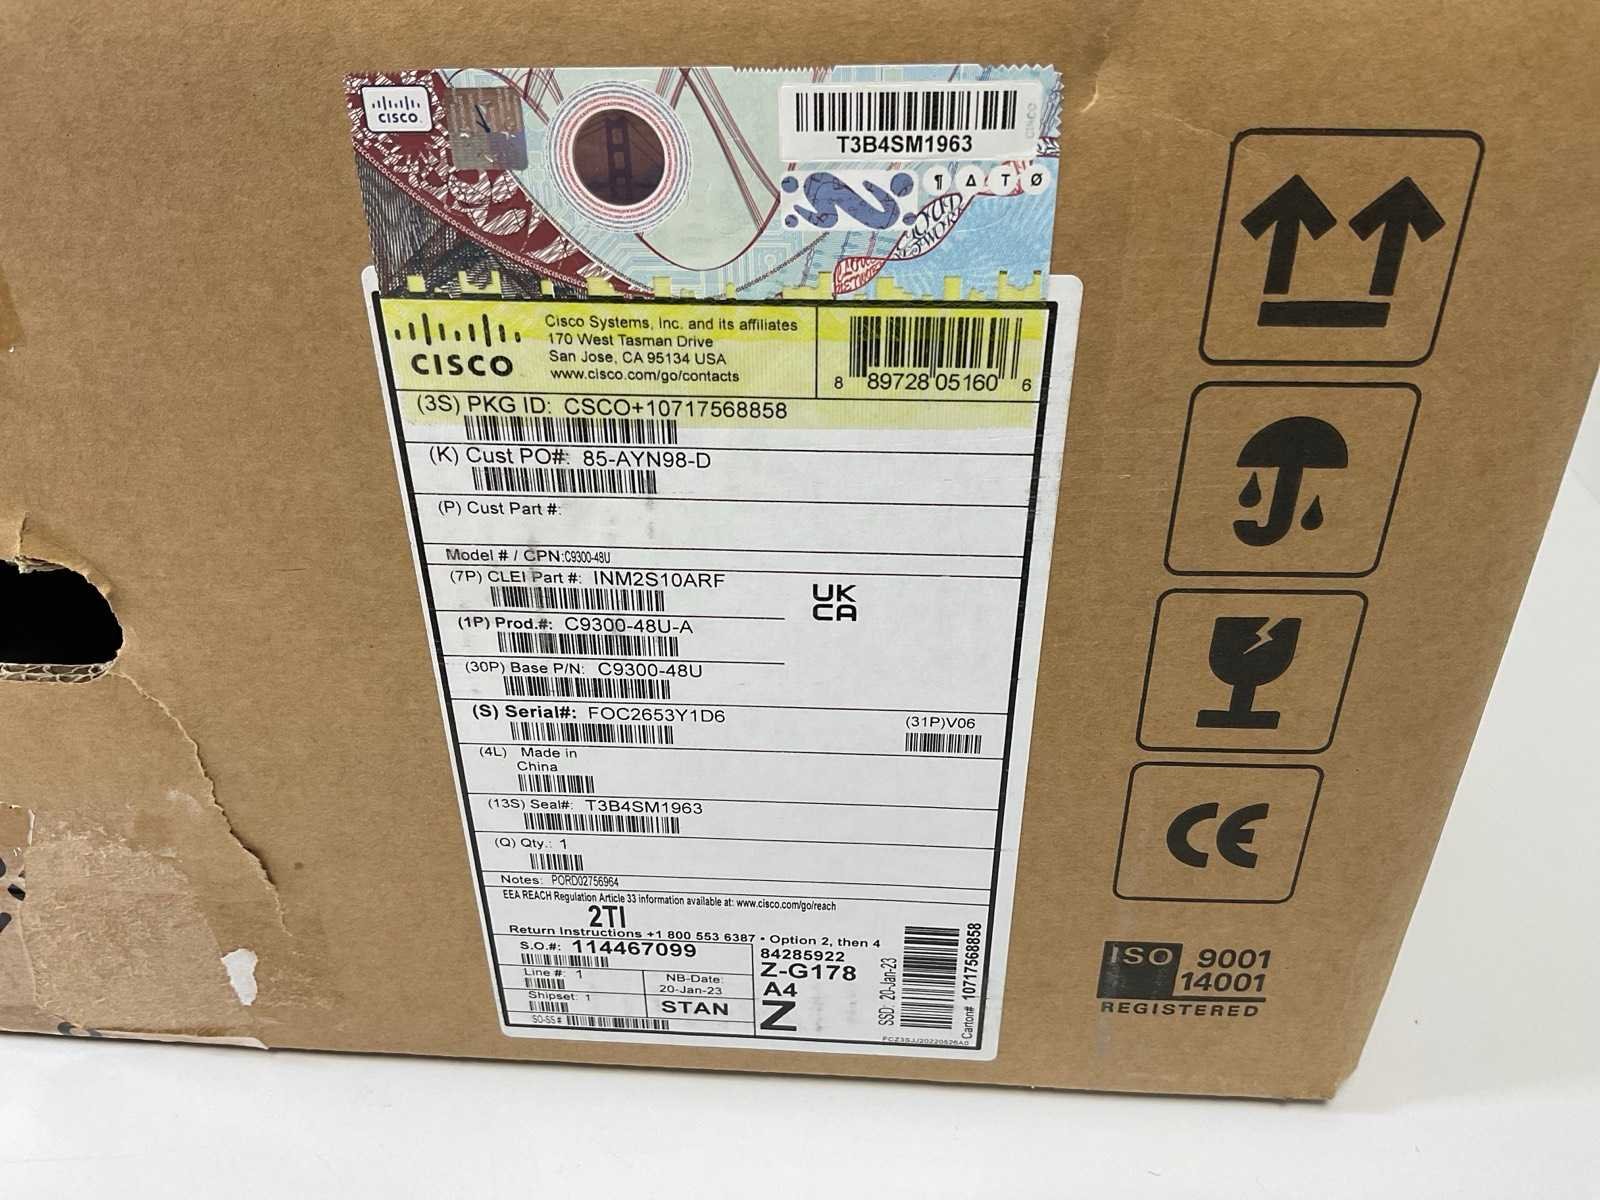 CISCO
T3B4SM1963
CISCO
Cisco Systems, Inc. and its affiliates
170 West Tasman Drive
San Jose, CA 95134 USA
www.cisco.com/go/contacts
8 89728 05160 6
(3S) PKG ID: CSCO+10717568858
(K) Cust PO#: 85-AYN98-D
(P) Cust Part #:
Model # / CPN:C9300-48U
(7P) CLEI Part #: INM2S10ARF
UK
CA
(1P) Prod.#: C9300-48U-A
(30P) Base P/N: C9300-48U
(S) Serial#: FOC2653Y1D6
(31P)V06
(4L) Made in
China
(13S) Seal#: T3B4SM1963
(Q) Qty.: 1
Notes: PORD02756964
EEA REACH Regulation Article 33 information available at: www.cisco.com/go/reach
2TI
Return Instructions +1 800 553 6387 • Option 2, then 4
S.O.#: 114467099
Line #: 1
Shipset: 1
SO-SS#
NB-Date:
20-Jan-23
STAN
84285922
Z-G178
A4
Z
SSD: 20-Jan-23
Carton# 10717568858
CE
ISO 9001
14001
REGISTERED